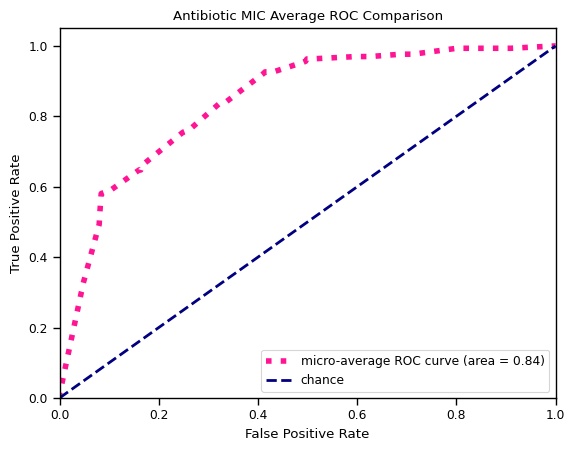 Antibiotic MIC Average ROC Comparison
True Positive Rate
1.0
0.8
0.6
0.4
0.2
0.0
micro-average ROC curve (area = 0.84)
chance
0.0 0.2 0.4 0.6 0.8 1.0
False Positive Rate